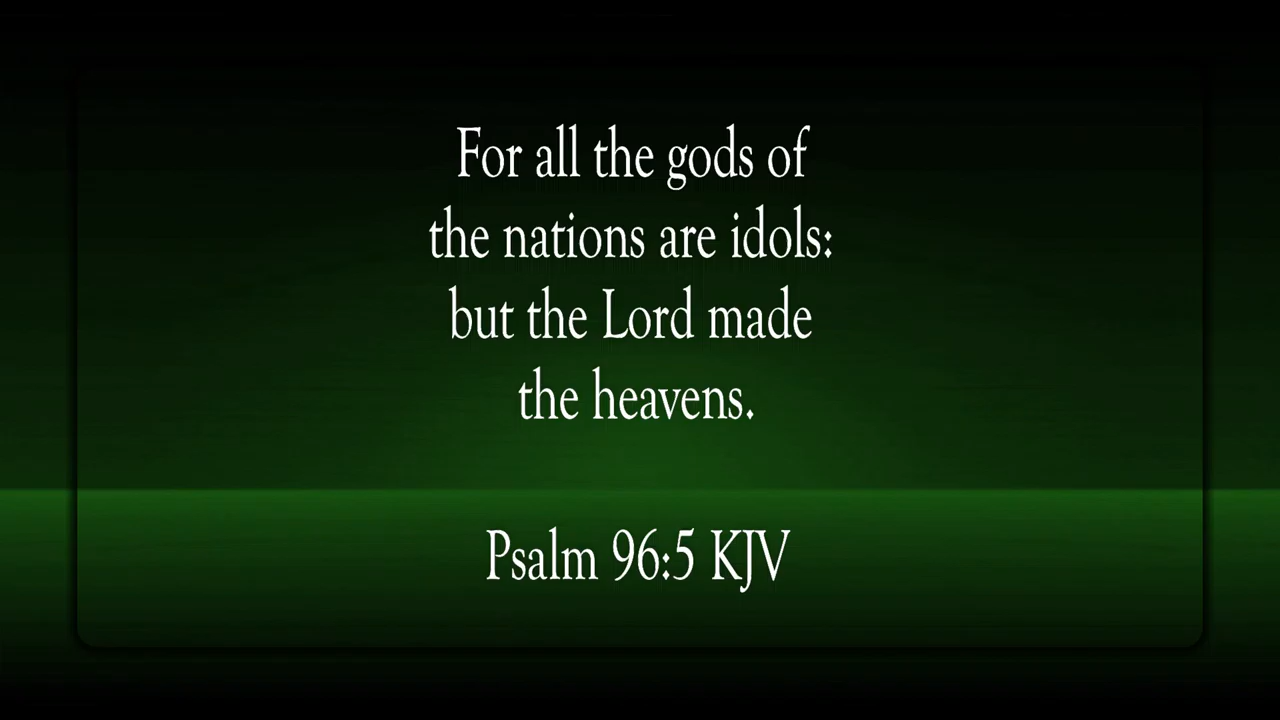 For all the gods of
the nations are idols:
but the Lord made
the heavens.
Psalm 96:5 KJV